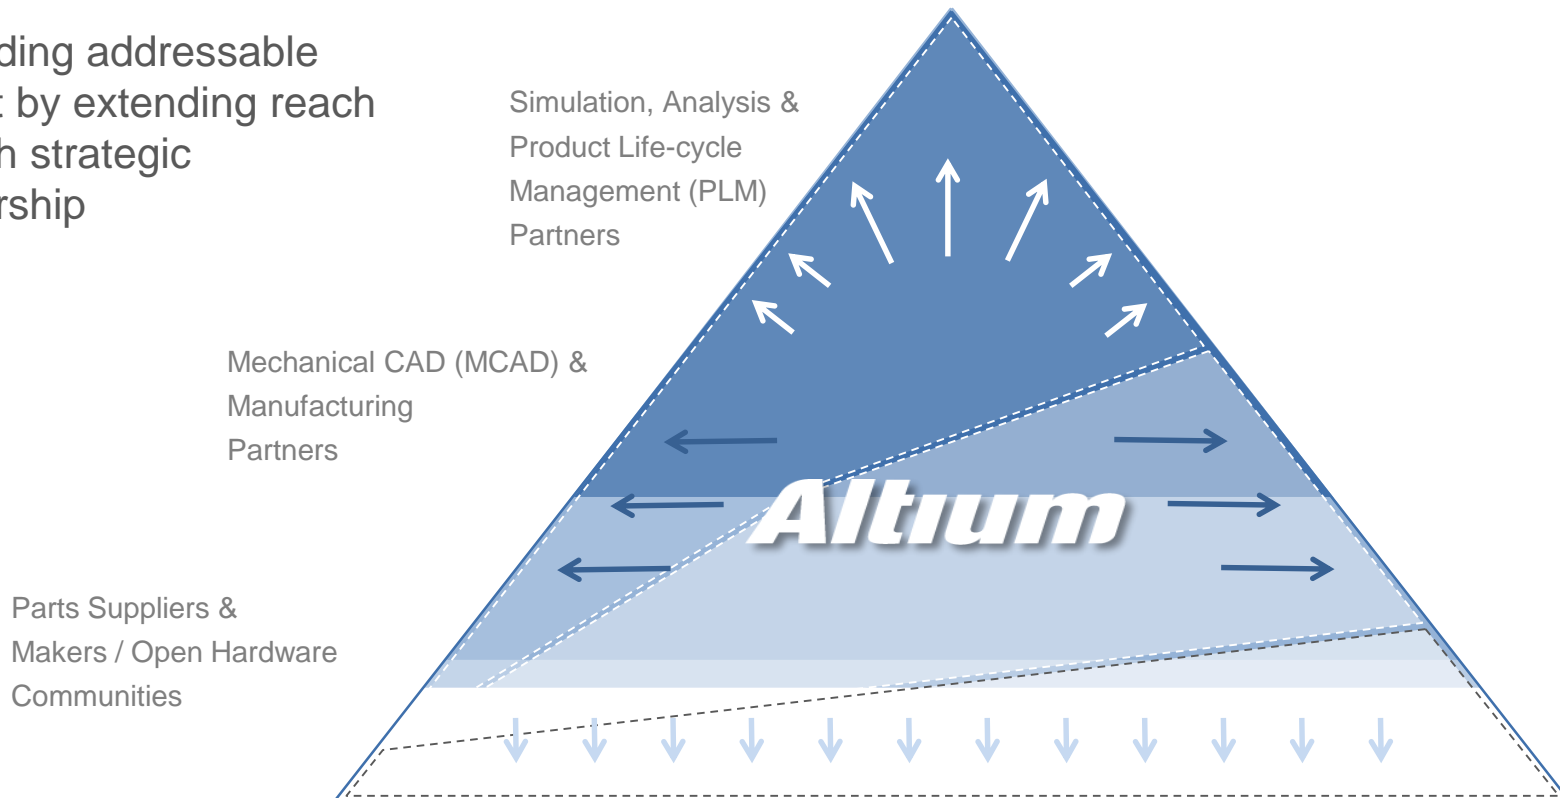 ding addressable
t by extending reach
h strategic
rship
Simulation, Analysis &
Product Life-cycle
Management (PLM)
Partners
Mechanical CAD (MCAD) &
Manufacturing
Partners
Altium
Parts Suppliers &
Makers / Open Hardware
Communities